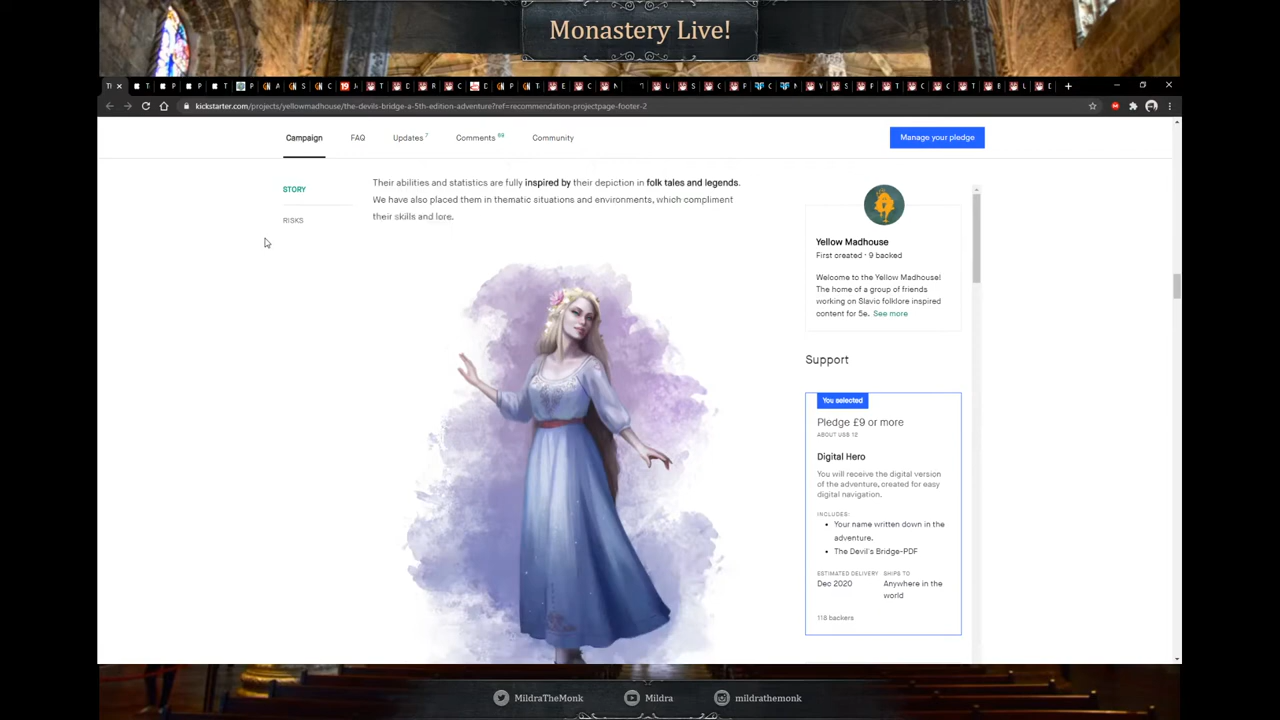 Monastery Live!
kickstarter.com/projects/yellowmadhouse/the-devils-bridge-a-5th-edition-adventure?ref=recommendation-projectpage-footer-2
Campaign FAQ Updates 7 Comments 69 Community Manage your pledge
STORY
RISKS
Their abilities and statistics are fully inspired by their depiction in folk tales and legends.
We have also placed them in thematic situations and environments, which compliment
their skills and lore.
Yellow Madhouse
First created · 9 backed
Welcome to the Yellow Madhouse!
The home of a group of friends
working on Slavic folklore inspired
content for 5e. See more
Support
You selected
Pledge £9 or more
ABOUT US$ 12
Digital Hero
You will receive the digital version
of the adventure, created for easy
digital navigation.
INCLUDES:
• Your name written down in the
adventure.
• The Devil's Bridge-PDF
ESTIMATED DELIVERY SHIPS TO
Dec 2020 Anywhere in the
world
118 backers
MildraTheMonk Mildra mildrathemonk